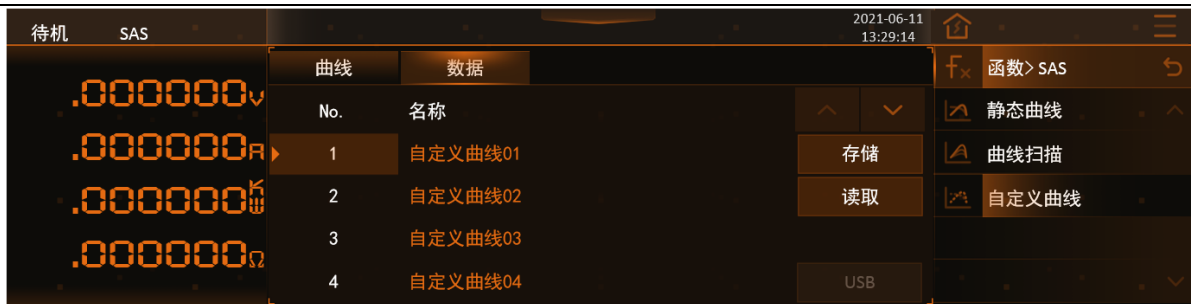 待机 SAS
2021-06-11
13:29:14
.000000V
.000000A
.000000KW
.000000Ω
曲线 数据
No. 名称
1 自定义曲线01
2 自定义曲线02
3 自定义曲线03
4 自定义曲线04
存储
读取
USB
fx 函数> SAS
静态曲线
曲线扫描
自定义曲线